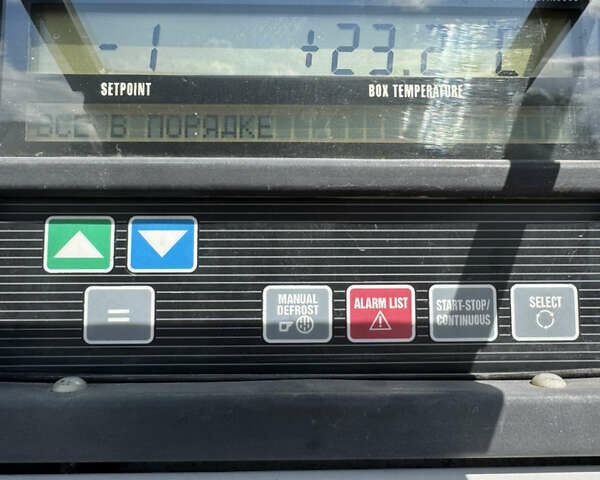 -1 +23.2 C
SETPOINT BOX TEMPERATURE
ВСЕ В ПОРЯДКЕ
MANUAL DEFROST
ALARM LIST
START-STOP/ CONTINUOUS
SELECT
=